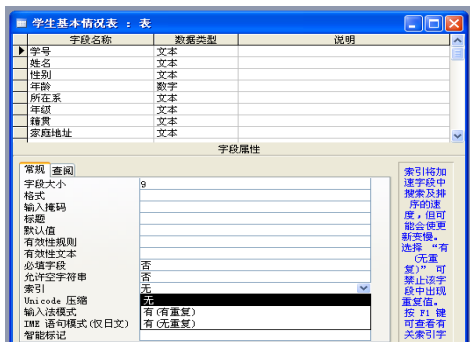 学生基本情况表 : 表
字段名称 数据类型 说明
学号 文本
姓名 文本
性别 文本
年龄 数字
所在系 文本
年级 文本
籍贯 文本
家庭地址 文本
字段属性
常规 查阅
字段大小 9
格式
输入掩码
标题
默认值
有效性规则
有效性文本
必填字段 否
允许空字符串 否
索引 无
Unicode 压缩 无
输入法模式 有(有重复)
IME 语句模式(仅日文) 有(无重复)
智能标记
索引将加
速字段中
搜索及排
序的速
度，但可
能会使更
新变慢。
选择 “有
(无重
复)” 可
禁止该字
段中出现
重复值。
按 F1 键
可查看有
关索引字